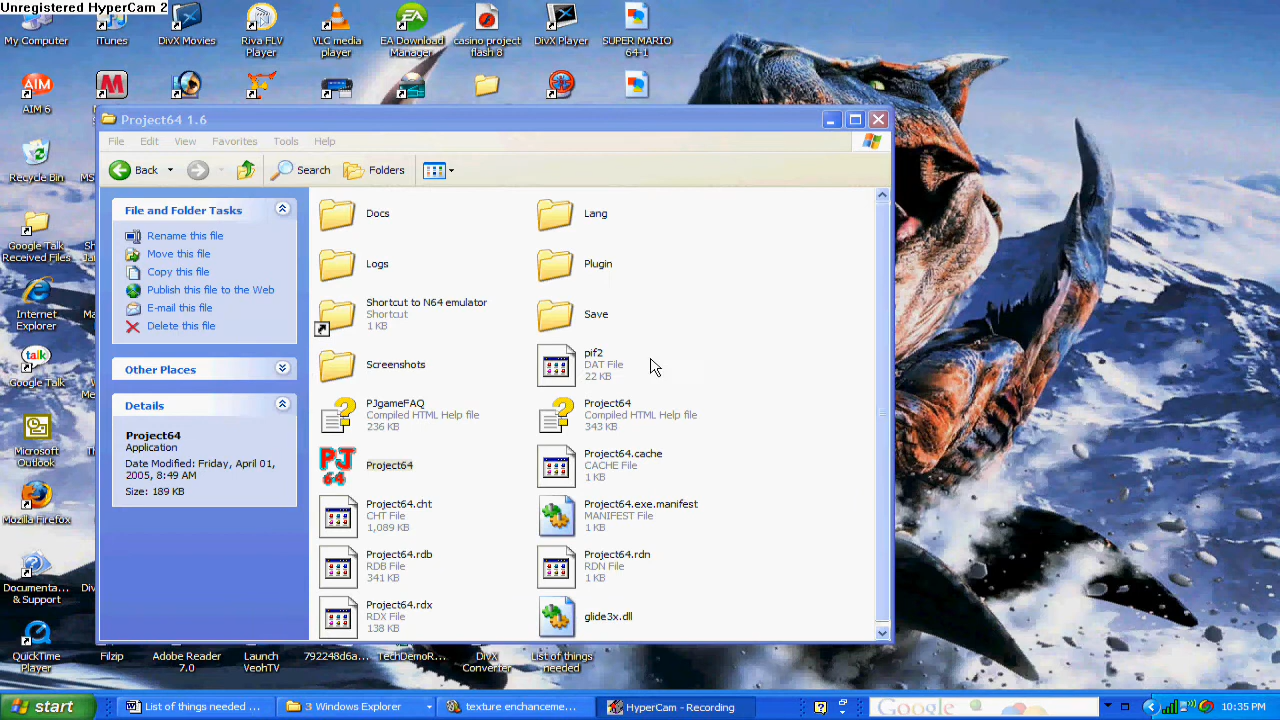 Unregistered HyperCam 2
My Computer
iTunes
DivX Movies
Riva FLV
Player
VLC media
player
EA Download
Manager
casino project
flash 8
DivX Player
SUPER MARIO
64-1
AIM 6
Recycle Bin
Google Talk
Received Files
Internet
Explorer
talk
Google Talk
Microsoft
Outlook
Mozilla Firefox
Documenta...
& Support
QuickTime
Player
Project64 1.6
File Edit View Favorites Tools Help
Back Search Folders
File and Folder Tasks
Rename this file
Move this file
Copy this file
Publish this file to the Web
E-mail this file
Delete this file
Other Places
Details
Project64
Application
Date Modified: Friday, April 01,
2005, 8:49 AM
Size: 189 KB
Docs
Lang
Logs
Plugin
Shortcut to N64 emulator
Shortcut
1 KB
Save
Screenshots
pif2
DAT File
22 KB
PJgameFAQ
Compiled HTML Help file
236 KB
Project64
Compiled HTML Help file
343 KB
PJ
64
Project64
Project64.cache
CACHE File
1 KB
Project64.cht
CHT File
1,089 KB
Project64.exe.manifest
MANIFEST File
1 KB
Project64.rdb
RDB File
341 KB
Project64.rdn
RDN File
1 KB
Project64.rdx
RDX File
138 KB
glide3x.dll
Filzip
Adobe Reader
7.0
Launch
VeohTV
792248d6a...
TechDemoR...
DivX
Converter
List of things
needed
start
List of things needed ...
3 Windows Explorer
texture enchanceme...
HyperCam - Recording
Google
10:35 PM